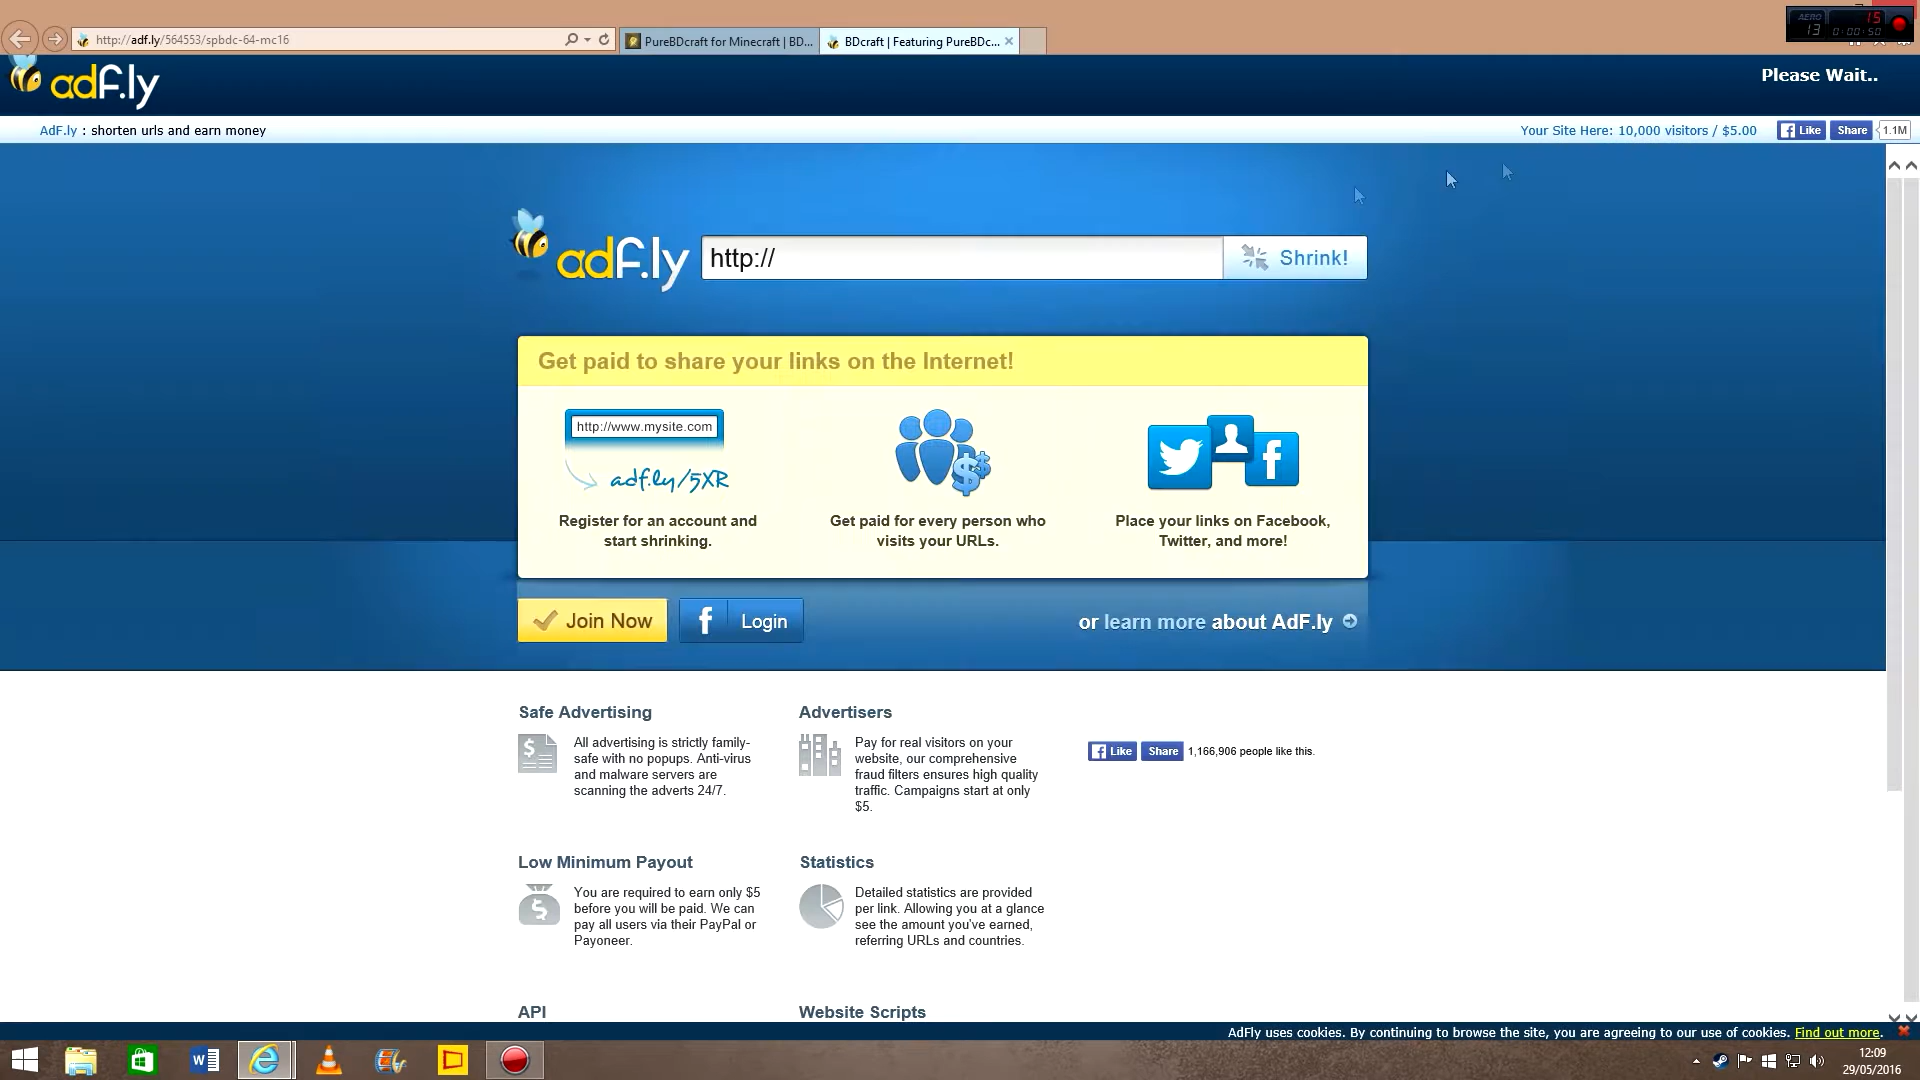 AERO
15
13
0:00:50
http://adf.ly/564553/spbdc-64-mc16
PureBDcraft for Minecraft | BD...
BDcraft | Featuring PureBDc...
adf.ly
Please Wait..
AdF.ly : shorten urls and earn money
Your Site Here: 10,000 visitors / $5.00
Like
Share
1.1M
adf.ly
http://
Shrink!
Get paid to share your links on the Internet!
http://www.mysite.com
adf.ly/5XR
Register for an account and
start shrinking.
Get paid for every person who
visits your URLs.
Place your links on Facebook,
Twitter, and more!
Join Now
Login
or learn more about AdF.ly
Safe Advertising
All advertising is strictly family-
safe with no popups. Anti-virus
and malware servers are
scanning the adverts 24/7.
Advertisers
Pay for real visitors on your
website, our comprehensive
fraud filters ensures high quality
traffic. Campaigns start at only
$5.
Like
Share
1,166,906 people like this.
Low Minimum Payout
You are required to earn only $5
before you will be paid. We can
pay all users via their PayPal or
Payoneer.
Statistics
Detailed statistics are provided
per link. Allowing you at a glance
see the amount you've earned,
referring URLs and countries.
API
Website Scripts
AdFly uses cookies. By continuing to browse the site, you are agreeing to our use of cookies. Find out more.
12:09
29/05/2016